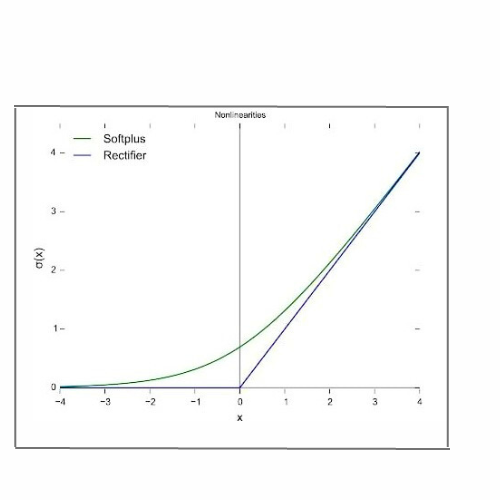 Nonlinearities
Softplus
Rectifier
4
3
2
1
0
σ(x)
−4 −3 −2 −1 0 1 2 3 4
x